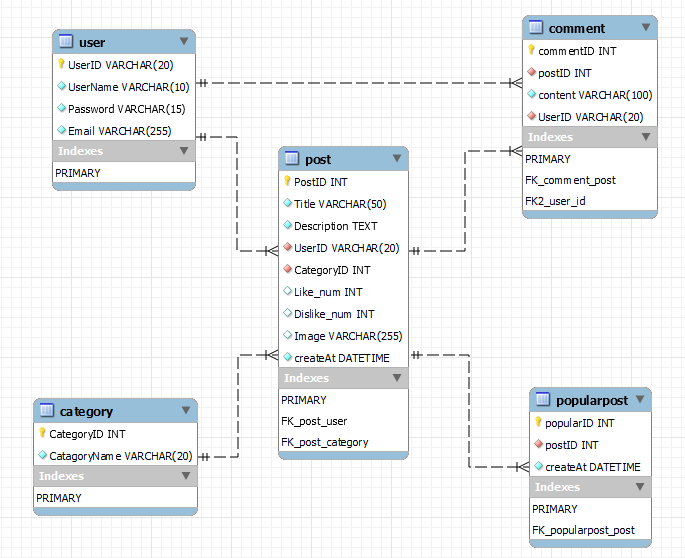 user
UserID VARCHAR(20)
UserName VARCHAR(10)
Password VARCHAR(15)
Email VARCHAR(255)
Indexes
PRIMARY
comment
commentID INT
postID INT
content VARCHAR(100)
UserID VARCHAR(20)
Indexes
PRIMARY
FK_comment_post
FK2_user_id
post
PostID INT
Title VARCHAR(50)
Description TEXT
UserID VARCHAR(20)
CategoryID INT
Like_num INT
Dislike_num INT
Image VARCHAR(255)
createAt DATETIME
Indexes
PRIMARY
FK_post_user
FK_post_category
category
CategoryID INT
CatagoryName VARCHAR(20)
Indexes
PRIMARY
popularpost
popularID INT
postID INT
createAt DATETIME
Indexes
PRIMARY
FK_popularpost_post